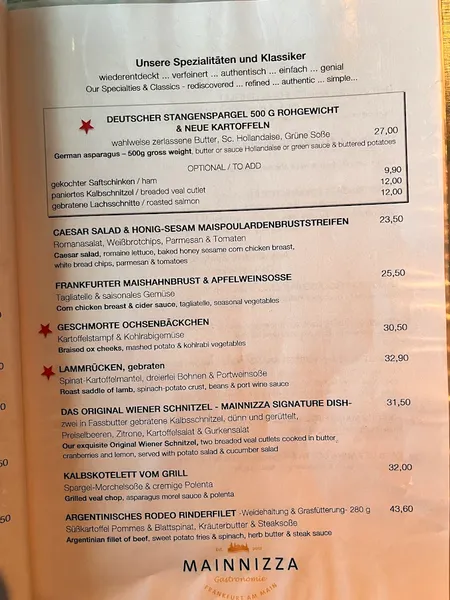 Unsere Spezialitäten und Klassiker
wiederentdeckt ... verfeinert ... authentisch ... einfach ... genial
Our Specialties & Classics - rediscovered ... refined ... authentic ... simple...
DEUTSCHER STANGENSPARGEL 500 G ROHGEWICHT
& NEUE KARTOFFELN
wahlweise zerlassene Butter, Sc. Hollandaise, Grüne Soße 27,00
German asparagus – 500g gross weight, butter or sauce Hollandaise or green sauce & buttered potatoes
OPTIONAL / TO ADD
gekochter Saftschinken / ham 9,90
paniertes Kalbschnitzel / breaded veal cutlet 12,00
gebratene Lachsschnitte / roasted salmon 12,00
CAESAR SALAD & HONIG-SESAM MAISPOULARDENBRUSTSTREIFEN 23,50
Romanasalat, Weißbrotchips, Parmesan & Tomaten
Caesar salad, romaine lettuce, baked honey sesame corn chicken breast,
white bread chips, parmesan & tomatoes
FRANKFURTER MAISHAHNBRUST & APFELWEINSOSSE 25,50
Tagliatelle & saisonales Gemüse
Corn chicken breast & cider sauce, tagliatelle, seasonal vegetables
GESCHMORTE OCHSENBÄCKCHEN 30,50
Kartoffelstampf & Kohlrabigemüse
Braised ox cheeks, mashed potato & kohlrabi vegetables
LAMMRÜCKEN, gebraten 32,90
Spinat-Kartoffelmantel, dreierlei Bohnen & Portweinsoße
Roast saddle of lamb, spinach-potato crust, beans & port wine sauce
DAS ORIGINAL WIENER SCHNITZEL - MAINNIZZA SIGNATURE DISH- 31,50
zwei in Fassbutter gebratene Kalbsschnitzel, dünn und gerüffelt,
Preiselbeeren, Zitrone, Kartoffelsalat & Gurkensalat
Our exquisite Original Wiener Schnitzel, two breaded veal cutlets cooked in butter,
cranberries and lemon, served with potato salad & cucumber salad
KALBSKOTELETT VOM GRILL 32,00
Spargel-Morchelsoße & cremige Polenta
Grilled veal chop, asparagus morel sauce & polenta
ARGENTINISCHES RODEO RINDERFILET -Weidehaltung & Grasfütterung- 280 g 43,60
Süßkartoffel Pommes & Blattspinat, Kräuterbutter & Steaksoße
Argentinian fillet of beef, sweet potato fries & spinach, herb butter & steak sauce
MAINNIZZA
Gastronomie
FRANKFURT AM MAIN